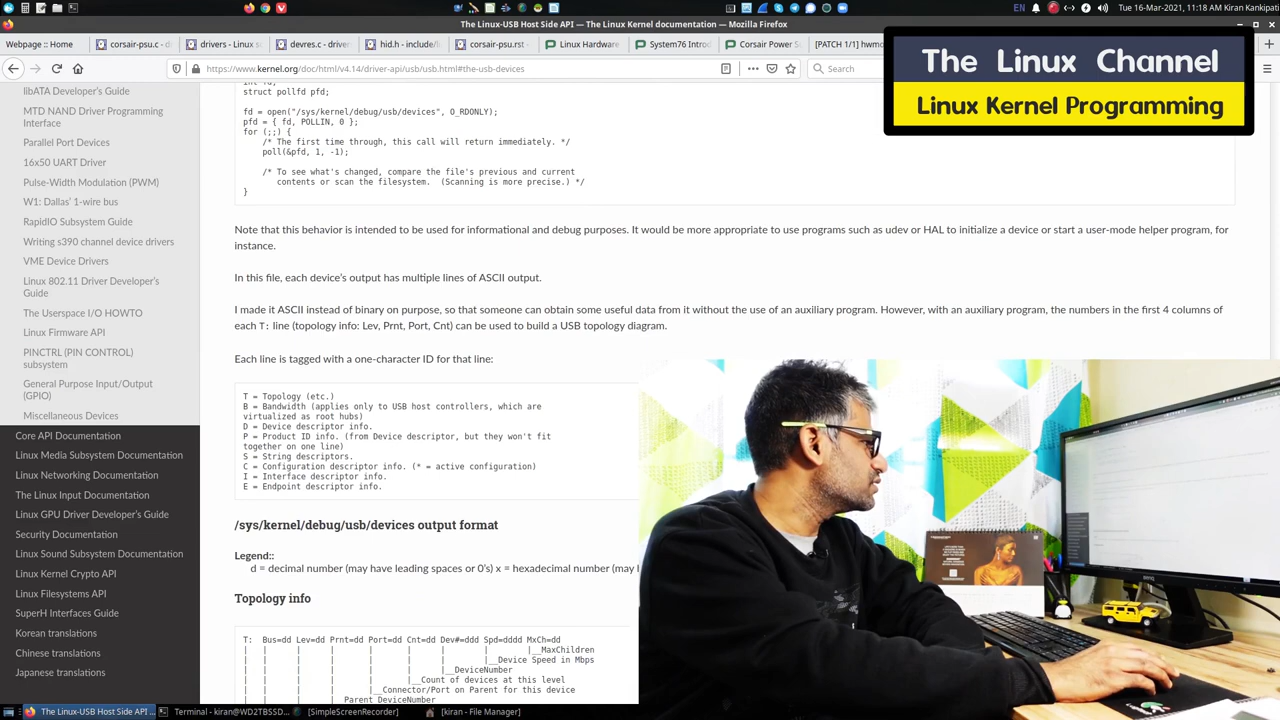 EN
Tue 16-Mar-2021, 11:18 AM Kiran Kankipati
The Linux-USB Host Side API — The Linux Kernel documentation — Mozilla Firefox
Webpage :: Home
corsair-psu.c - d
drivers - Linux s
devres.c - driver
hid.h - include/l
corsair-psu.rst -
Linux Hardware
System76 Introd
Corsair Power S
[PATCH 1/1] hwmo
https://www.kernel.org/doc/html/v4.14/driver-api/usb/usb.html#the-usb-devices
Search
The Linux Channel
Linux Kernel Programming
libATA Developer's Guide
MTD NAND Driver Programming
Interface
Parallel Port Devices
16x50 UART Driver
Pulse-Width Modulation (PWM)
W1: Dallas' 1-wire bus
RapidIO Subsystem Guide
Writing s390 channel device drivers
VME Device Drivers
Linux 802.11 Driver Developer's
Guide
The Userspace I/O HOWTO
Linux Firmware API
PINCTRL (PIN CONTROL)
subsystem
General Purpose Input/Output
(GPIO)
Miscellaneous Devices
Core API Documentation
Linux Media Subsystem Documentation
Linux Networking Documentation
The Linux Input Documentation
Linux GPU Driver Developer's Guide
Security Documentation
Linux Sound Subsystem Documentation
Linux Kernel Crypto API
Linux Filesystems API
SuperH Interfaces Guide
Korean translations
Chinese translations
Japanese translations
int fd;
struct pollfd pfd;
fd = open("/sys/kernel/debug/usb/devices", O_RDONLY);
pfd = { fd, POLLIN, 0 };
for (;;) {
/* The first time through, this call will return immediately. */
poll(&pfd, 1, -1);
/* To see what's changed, compare the file's previous and current
contents or scan the filesystem. (Scanning is more precise.) */
}
Note that this behavior is intended to be used for informational and debug purposes. It would be more appropriate to use programs such as udev or HAL to initialize a device or start a user-mode helper program, for
instance.
In this file, each device's output has multiple lines of ASCII output.
I made it ASCII instead of binary on purpose, so that someone can obtain some useful data from it without the use of an auxiliary program. However, with an auxiliary program, the numbers in the first 4 columns of
each T: line (topology info: Lev, Prnt, Port, Cnt) can be used to build a USB topology diagram.
Each line is tagged with a one-character ID for that line:
T = Topology (etc.)
B = Bandwidth (applies only to USB host controllers, which are
virtualized as root hubs)
D = Device descriptor info.
P = Product ID info. (from Device descriptor, but they won't fit
together on one line)
S = String descriptors.
C = Configuration descriptor info. (* = active configuration)
I = Interface descriptor info.
E = Endpoint descriptor info.
/sys/kernel/debug/usb/devices output format
Legend::
d = decimal number (may have leading spaces or 0's) x = hexadecimal number (may
Topology info
T: Bus=dd Lev=dd Prnt=dd Port=dd Cnt=dd Dev#=ddd Spd=dddd MxCh=dd
| | | | | | | | |__MaxChildren
| | | | | | | |__Device Speed in Mbps
| | | | | | |__DeviceNumber
| | | | | |__Count of devices at this level
| | | | |__Connector/Port on Parent for this device
| | | |__Parent DeviceNumber
The Linux-USB Host Side API ...
Terminal - kiran@WD2TBSSD...
[SimpleScreenRecorder]
[kiran - File Manager]